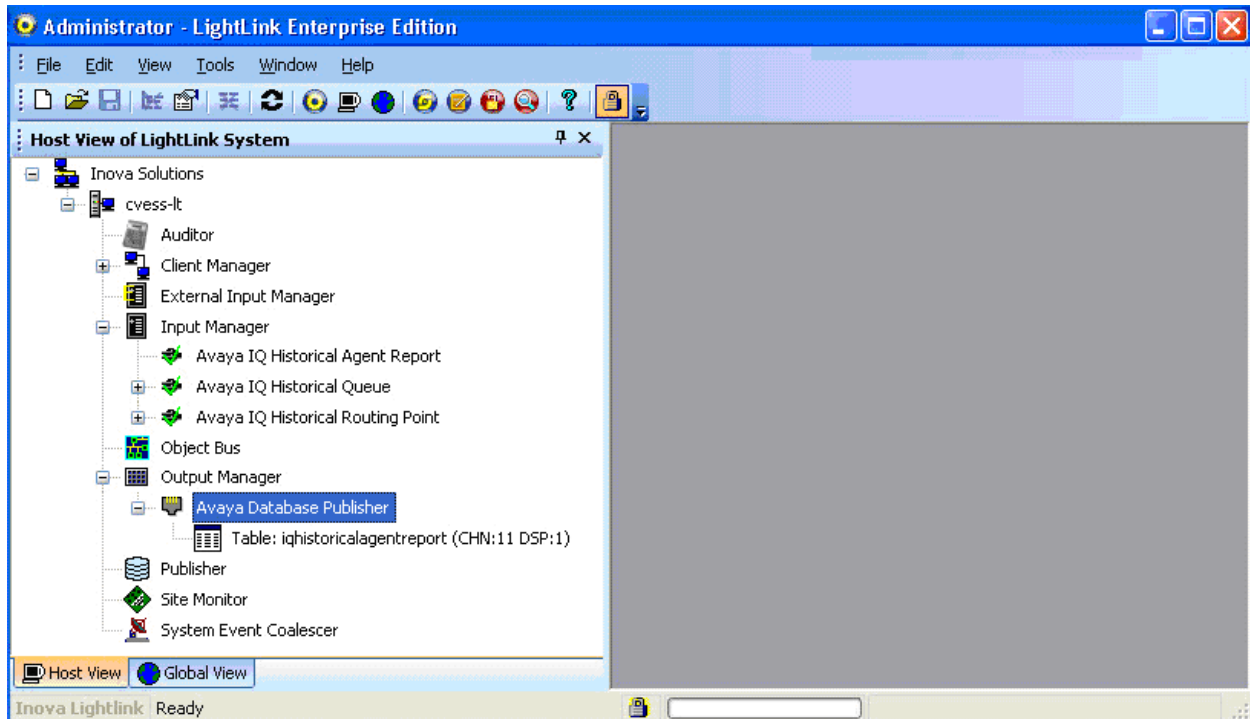 Administrator - LightLink Enterprise Edition
File Edit View Tools Window Help
Host View of LightLink System
Inova Solutions
cvess-lt
Auditor
Client Manager
External Input Manager
Input Manager
Avaya IQ Historical Agent Report
Avaya IQ Historical Queue
Avaya IQ Historical Routing Point
Object Bus
Output Manager
Avaya Database Publisher
Table: iqhistoricalagentreport (CHN:11 DSP:1)
Publisher
Site Monitor
System Event Coalescer
Host View Global View
Inova Lightlink Ready